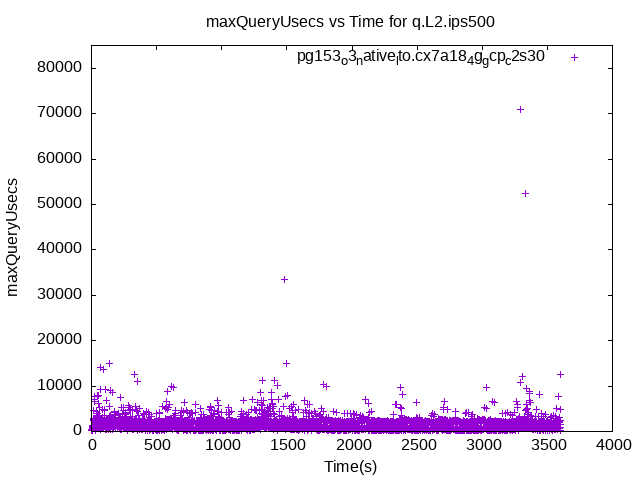 maxQueryUsecs vs Time for q.L2.ips500
pg153o3native_lto.cx7a18_4g_gcp_c2s30
80000
70000
60000
50000
40000
30000
20000
10000
0
maxQueryUsecs
0 500 1000 1500 2000 2500 3000 3500 4000
Time(s)